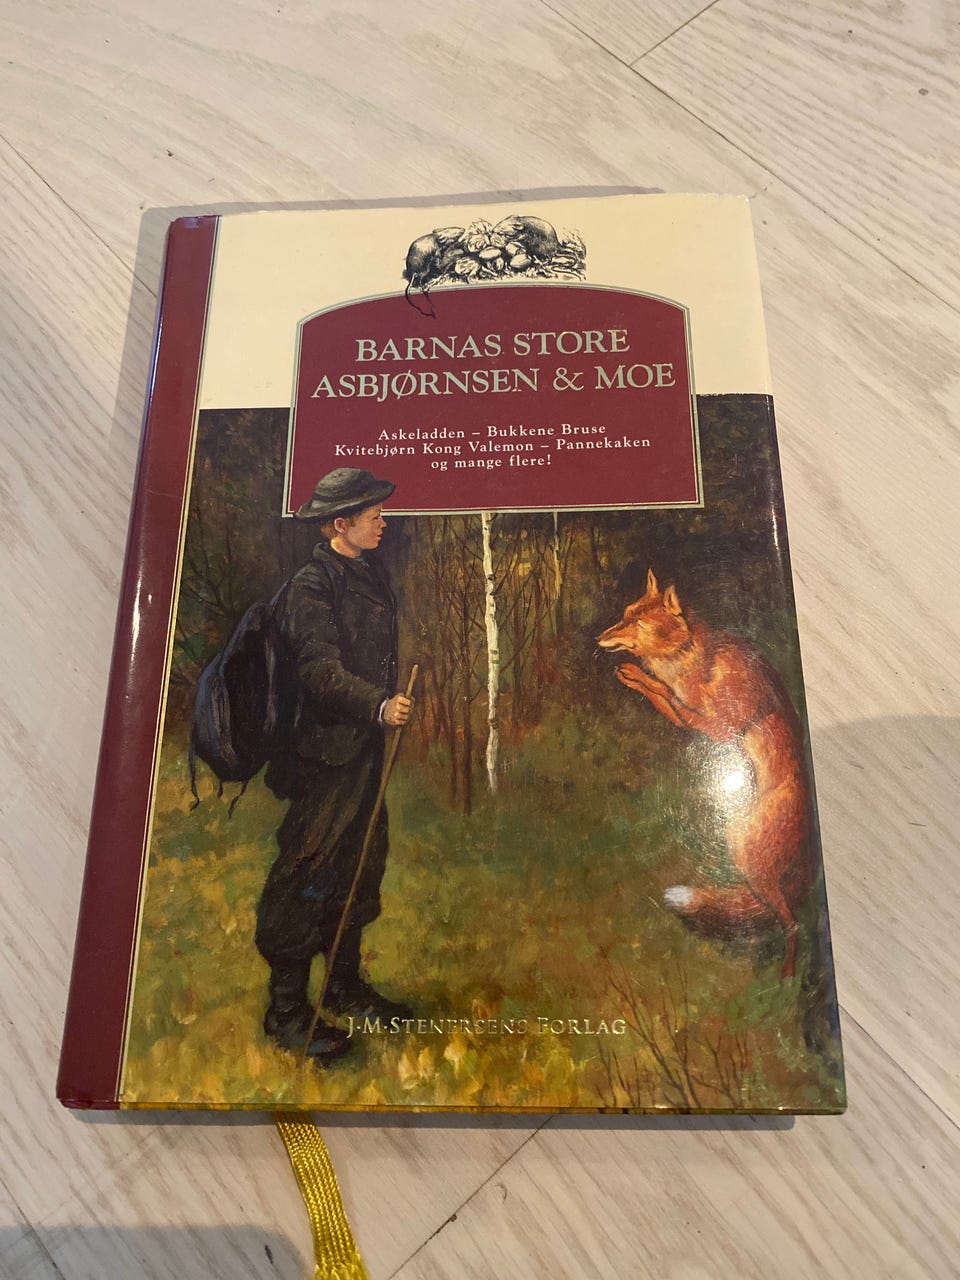 BARNAS STORE
ASBJØRNSEN & MOE
Askeladden – Bukkene Bruse
Kvitebjørn Kong Valemon – Pannekaken
og mange flere!
J·M·STENERSENS FORLAG